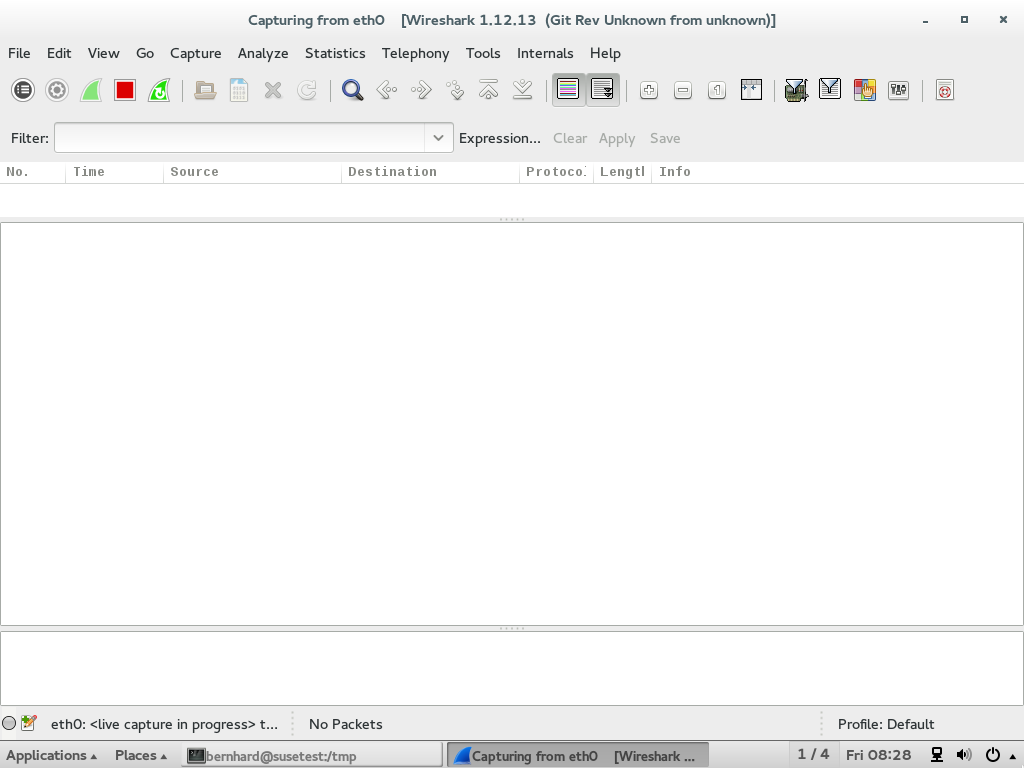 Capturing from eth0    [Wireshark 1.12.13  (Git Rev Unknown from unknown)]
File Edit View Go Capture Analyze Statistics Telephony Tools Internals Help
Filter: Expression... Clear Apply Save
No. Time Source Destination Protoco Lengtl Info
eth0: <live capture in progress> t... No Packets Profile: Default
Applications Places bernhard@susetest:/tmp Capturing from eth0    [Wireshark ... 1 / 4 Fri 08:28